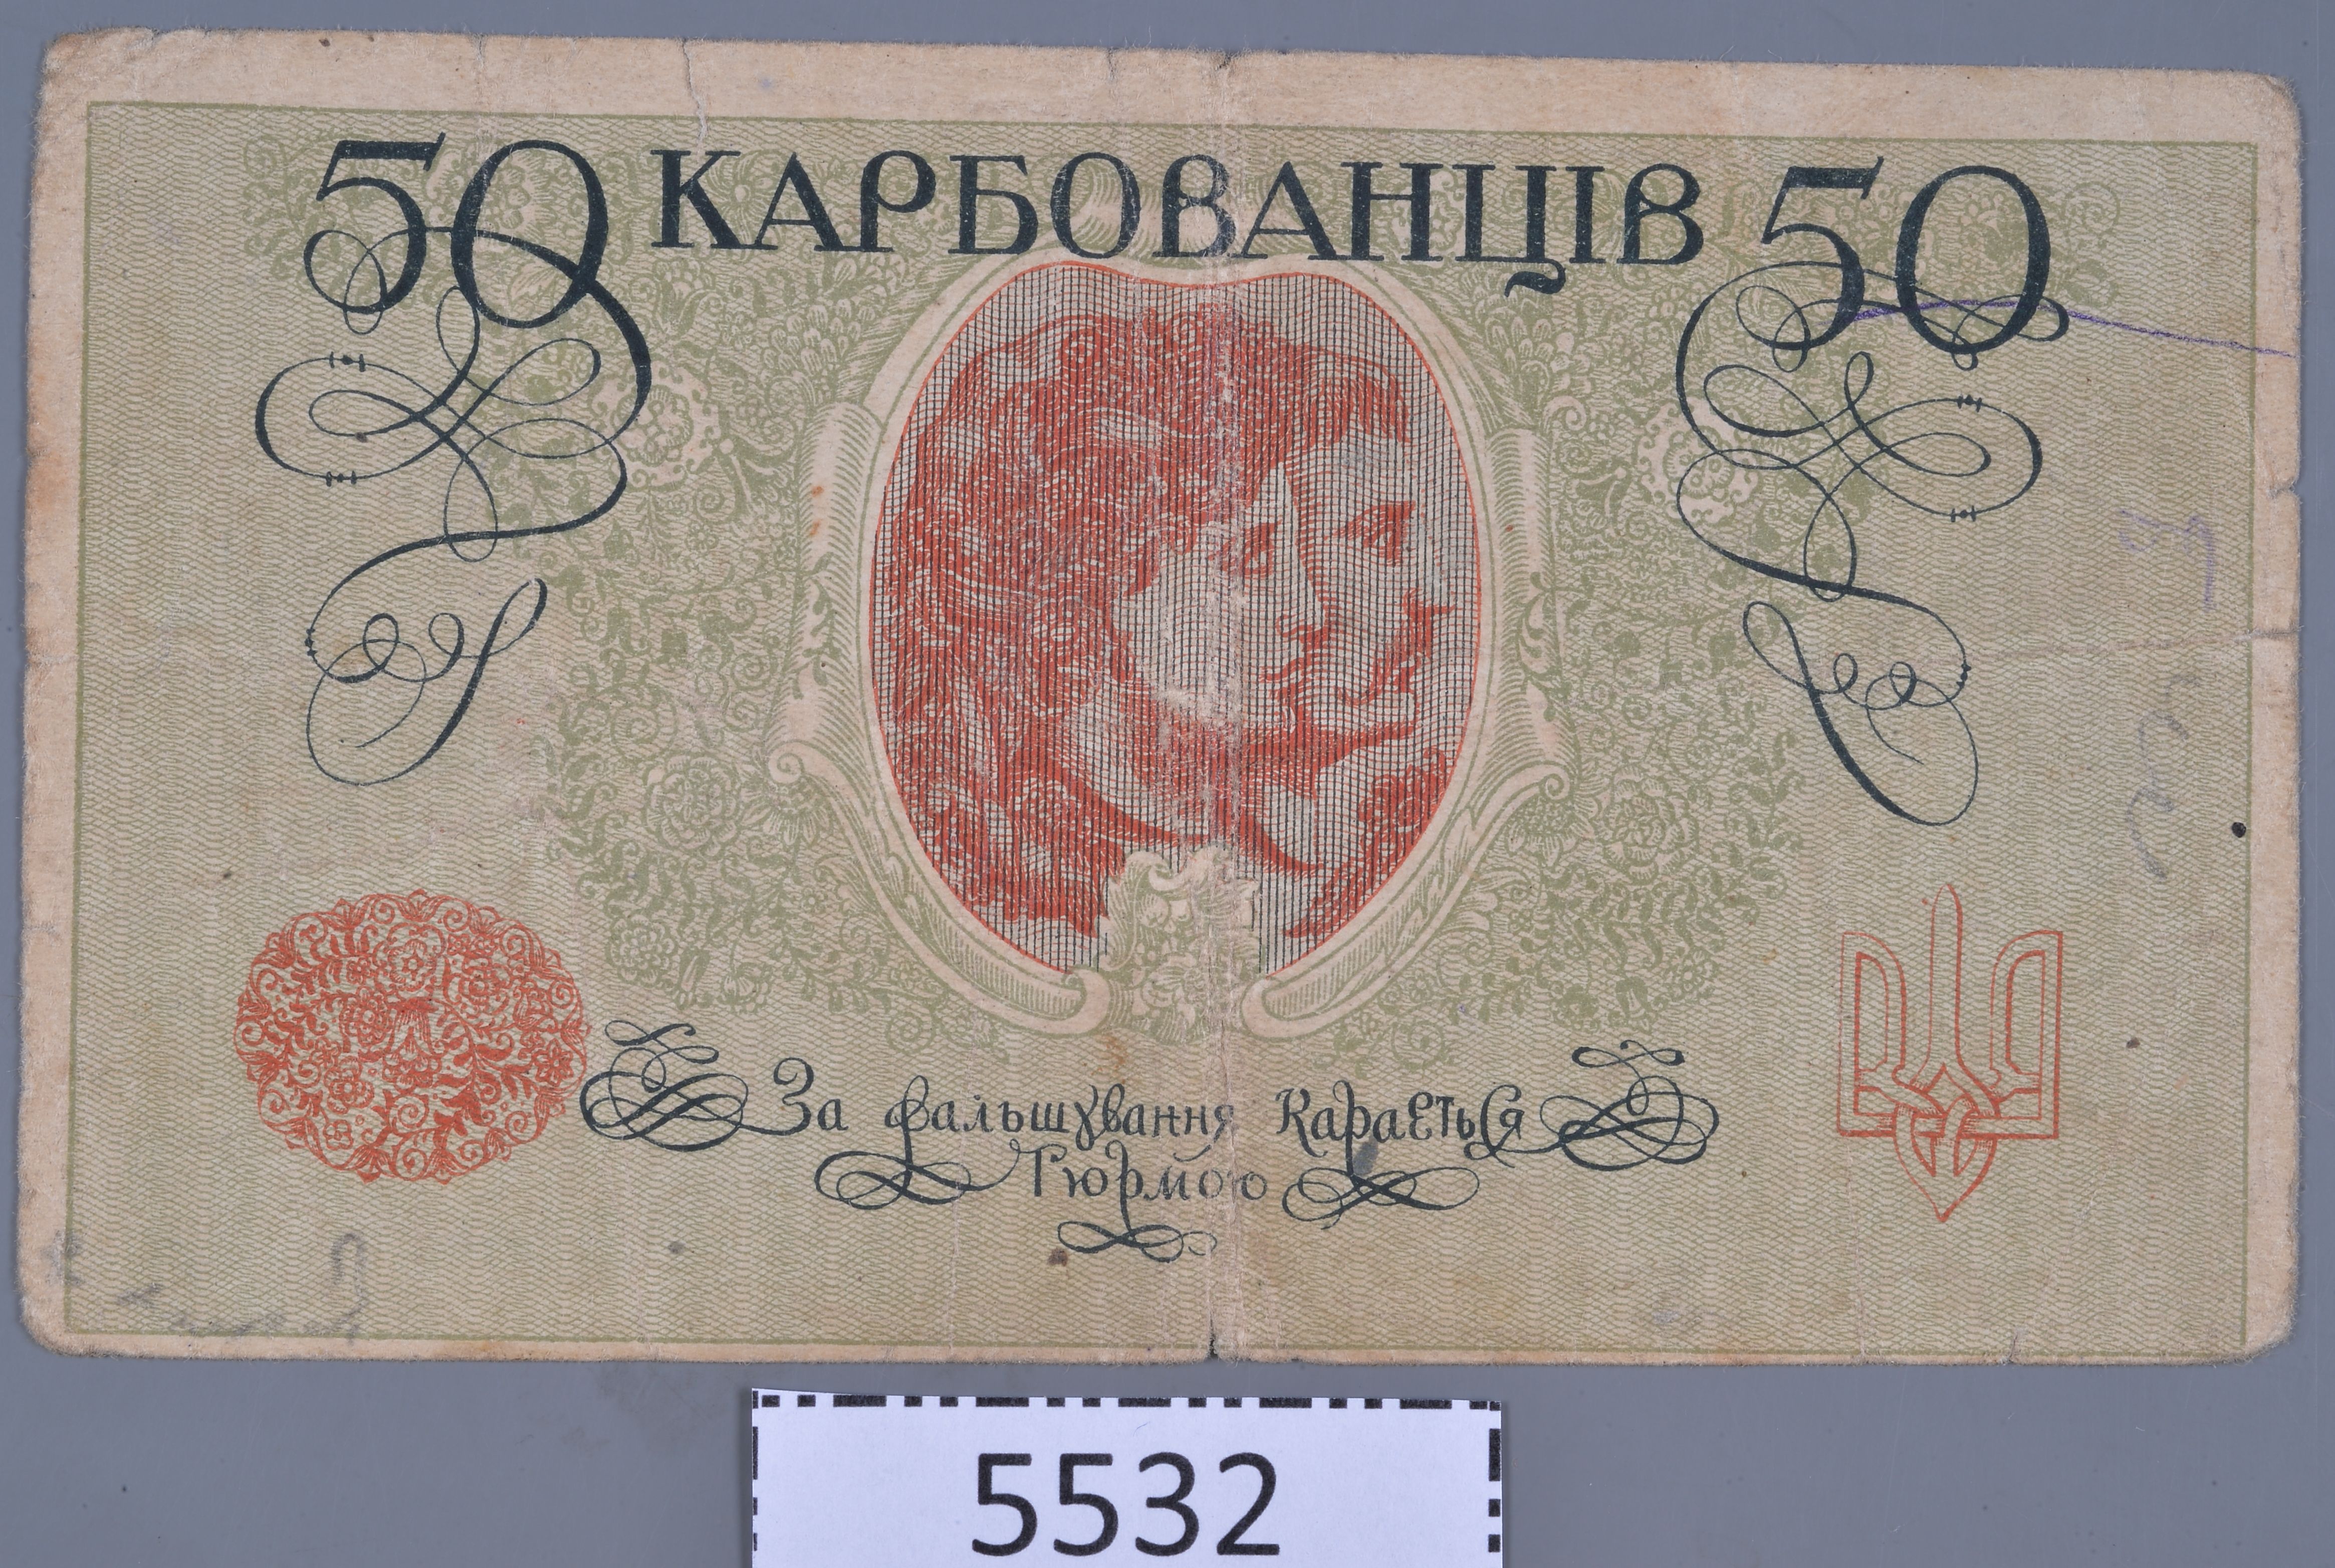 50 КАРБОВАНЦІВ 50
За фальшування Карається
Тюрмою
5532